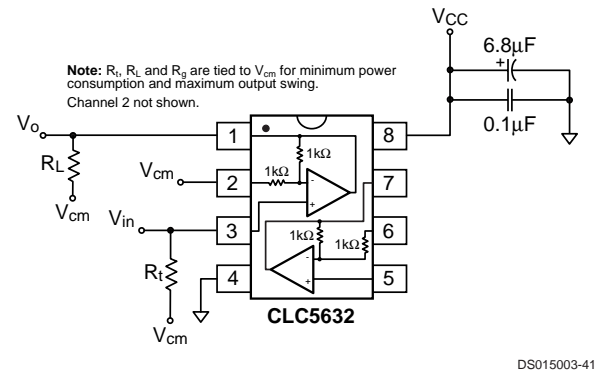 VCC
6.8µF
+
0.1µF
Note: Rt, RL and Rg are tied to Vcm for minimum power
consumption and maximum output swing.
Channel 2 not shown.
Vo
1
8
1kΩ
RL
Vcm
2
1kΩ
-
+
7
Vcm
Vin
3
1kΩ
1kΩ
6
Rt
4
-
+
5
CLC5632
Vcm
DS015003-41